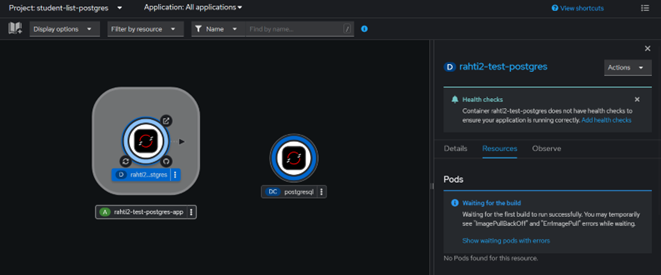 Project: student-list-postgres
Application: All applications
View shortcuts
Display options
Filter by resource
Name
Find by name...
/
rahti2...stgres
D
A
rahti2-test-postgres-app
DC
postgresql
D
rahti2-test-postgres
Actions
Health checks
Container rahti2-test-postgres does not have health checks to
ensure your application is running correctly. Add health checks
Details
Resources
Observe
Pods
Waiting for the build
Waiting for the first build to run successfully. You may temporarily
see "ImagePullBackOff" and "ErrImagePull" errors while waiting.
Show waiting pods with errors
No Pods found for this resource.